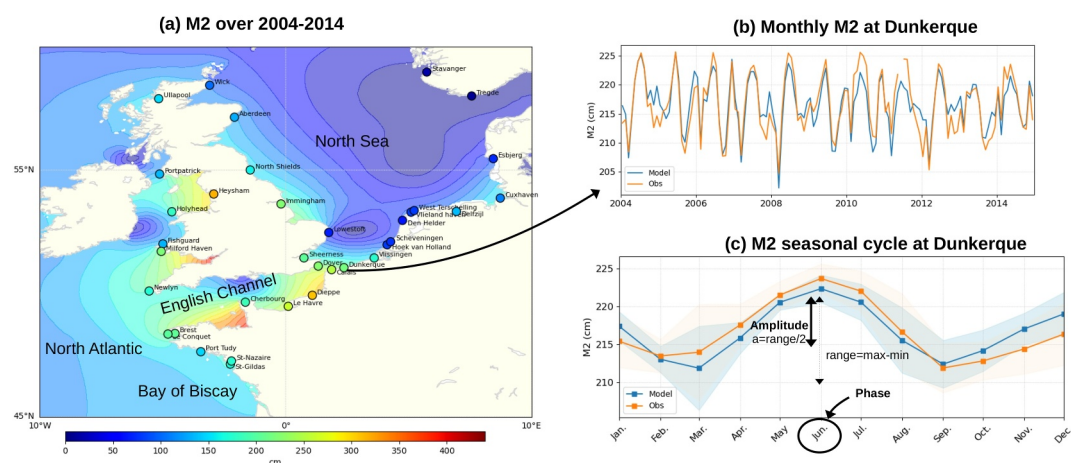 (a) M2 over 2004-2014
Stavanger
Wick
Tregde
Ullapool
Aberdeen
North Sea
Esbjerg
55°N
North Shields
Portpatrick
Heysham
Cuxhaven
Immingham
West Terschelling
Holyhead
Vlieland haven
Delfzijl
Den Helder
Lowestoft
Fishguard
Scheveningen
Milford Haven
Hoek van Holland
Sheerness
Vlissingen
Dover
Dunkerque
Calais
English Channel
Newlyn
Dieppe
Cherbourg
Le Havre
Brest
Le Conquet
North Atlantic
Port Tudy
St-Nazaire
St-Gildas
Bay of Biscay
45°N
10°W
0°
10°E
0
50
100
150
200
250
300
350
400
cm
(b) Monthly M2 at Dunkerque
M2 (cm)
225
220
215
210
205
Model
Obs
2004
2006
2008
2010
2012
2014
(c) M2 seasonal cycle at Dunkerque
M2 (cm)
225
220
215
210
Amplitude
a=range/2
range=max-min
Phase
Model
Obs
Jan.
Feb.
Mar.
Apr.
May
Jun.
Jul.
Aug.
Sep.
Oct.
Nov.
Dec